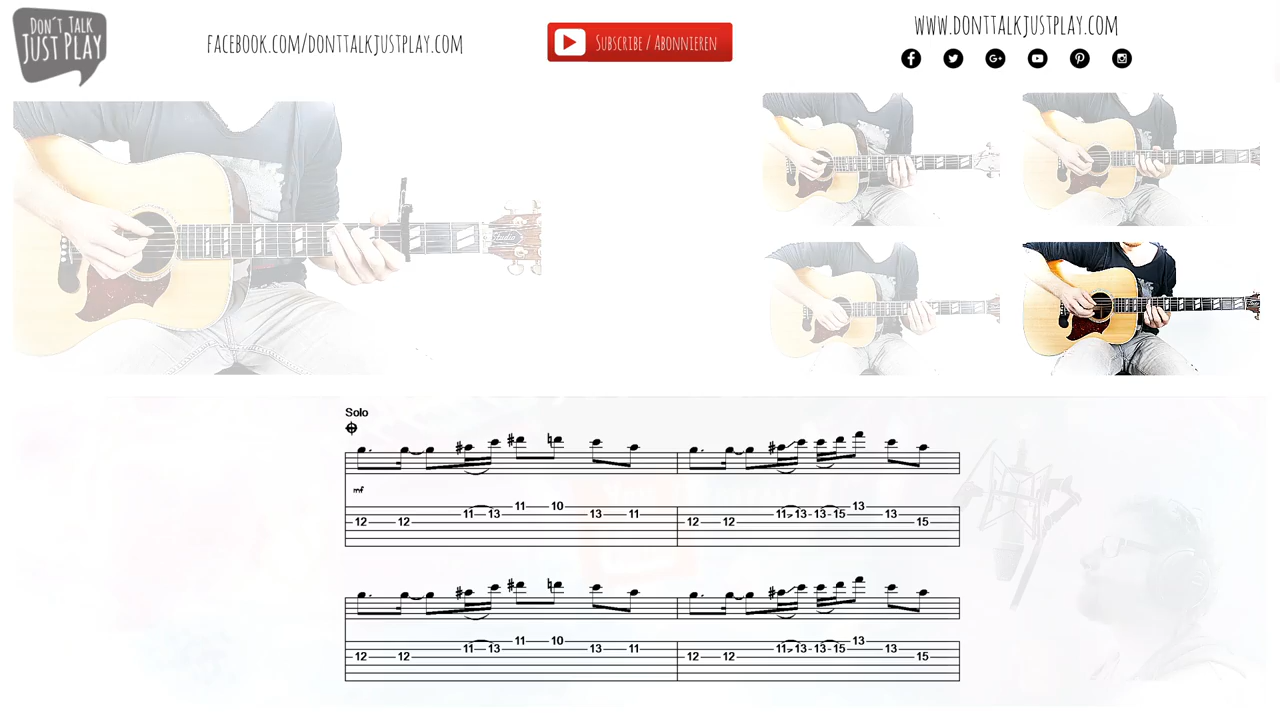 DON´T TALK
JUST PLAY
FACEBOOK.COM/DONTTALKJUSTPLAY.COM
SUBSCRIBE / ABONNIEREN
WWW.DONTTALKJUSTPLAY.COM
Studio
Solo
mf
12 12 11 13 11 10 13 11 12 12 11 13 13 15 13 13 15
12 12 11 13 11 10 13 11 12 12 11 13 13 15 13 13 15